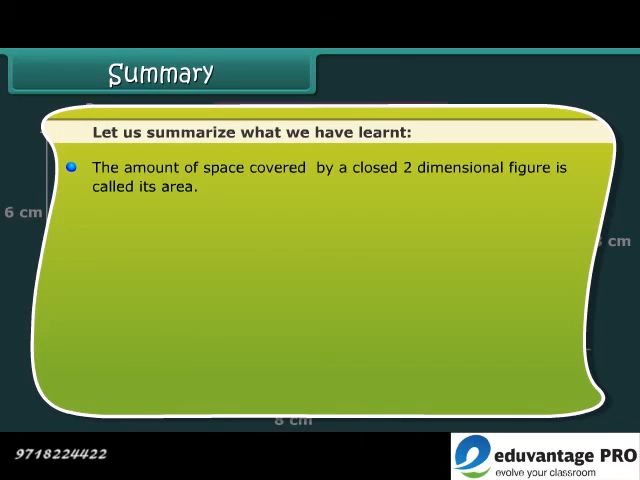 Summary
Let us summarize what we have learnt:
The amount of space covered by a closed 2 dimensional figure is
called its area.
6 cm
cm
8 cm
9718224422
eduvantage PRO
evolve your classroom